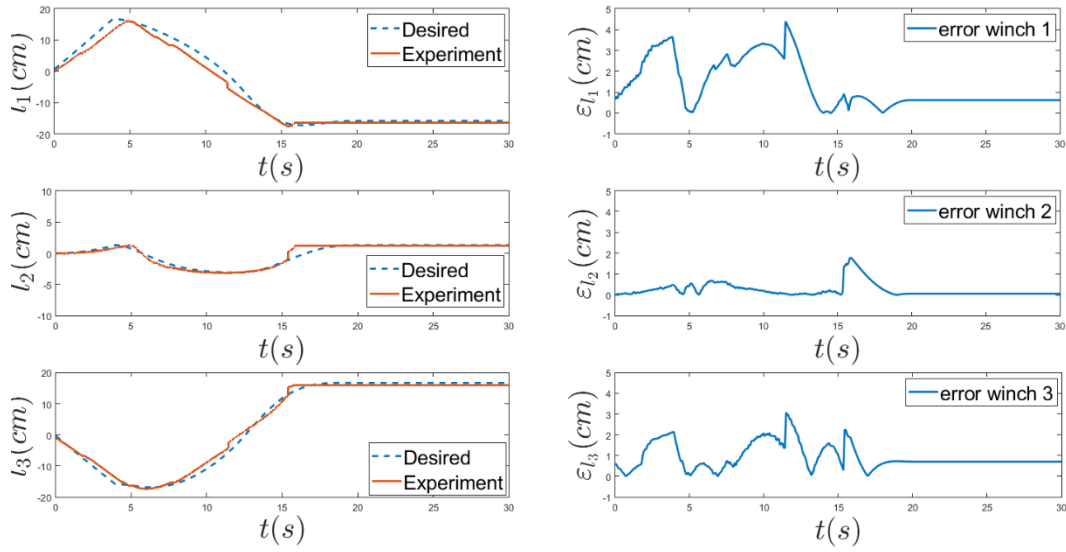 l₁(cm)
20
10
0
-10
-20
Desired
Experiment
0 5 10 15 20 25 30
t(s)
ε_l₁(cm)
5
4
3
2
1
0
-1
error winch 1
0 5 10 15 20 25 30
t(s)
l₂(cm)
10
5
0
-5
-10
Desired
Experiment
0 5 10 15 20 25 30
t(s)
ε_l₂(cm)
5
4
3
2
1
0
-1
error winch 2
0 5 10 15 20 25 30
t(s)
l₃(cm)
20
10
0
-10
-20
Desired
Experiment
0 5 10 15 20 25 30
t(s)
ε_l₃(cm)
5
4
3
2
1
0
-1
error winch 3
0 5 10 15 20 25 30
t(s)